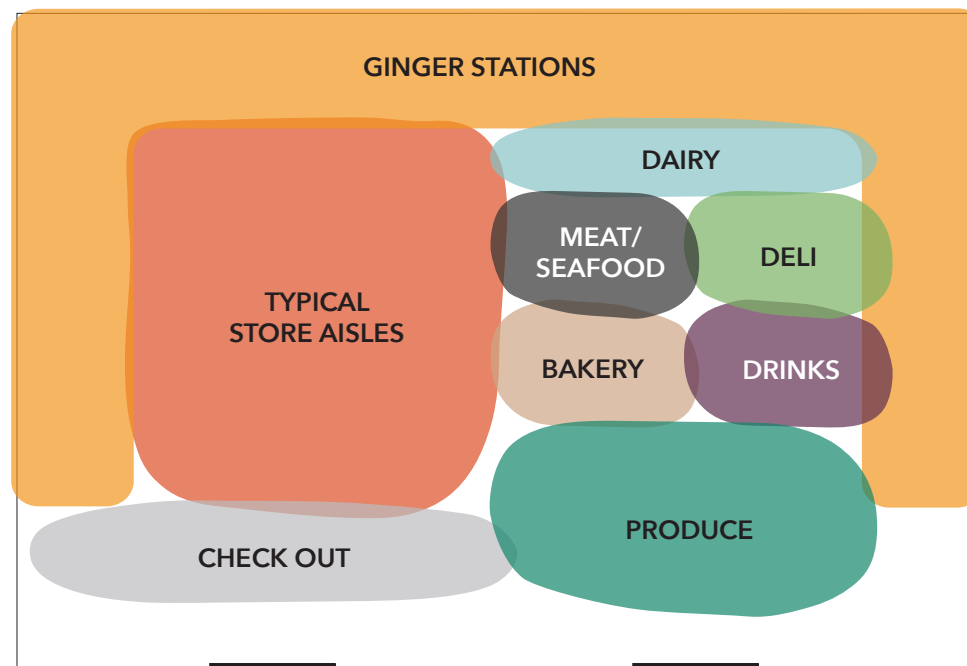 GINGER STATIONS
DAIRY
MEAT/
SEAFOOD
DELI
TYPICAL
STORE AISLES
BAKERY
DRINKS
PRODUCE
CHECK OUT